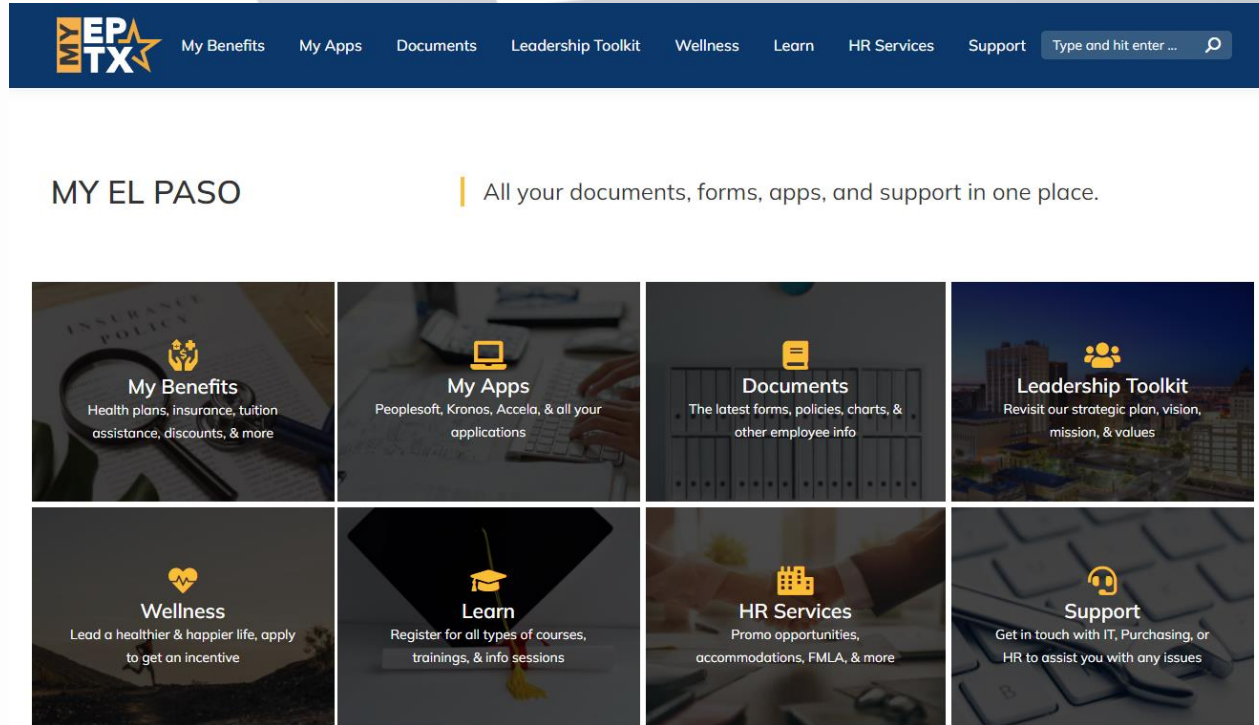 MY EPTX
My Benefits My Apps Documents Leadership Toolkit Wellness Learn HR Services Support Type and hit enter ...
MY EL PASO
All your documents, forms, apps, and support in one place.
INSURANCE
POLICY
My Benefits
Health plans, insurance, tuition
assistance, discounts, & more
My Apps
Peoplesoft, Kronos, Accela, & all your
applications
Documents
The latest forms, policies, charts, &
other employee info
Leadership Toolkit
Revisit our strategic plan, vision,
mission, & values
Wellness
Lead a healthier & happier life, apply
to get an incentive
Learn
Register for all types of courses,
trainings, & info sessions
HR Services
Promo opportunities,
accommodations, FMLA, & more
Support
Get in touch with IT, Purchasing, or
HR to assist you with any issues
B